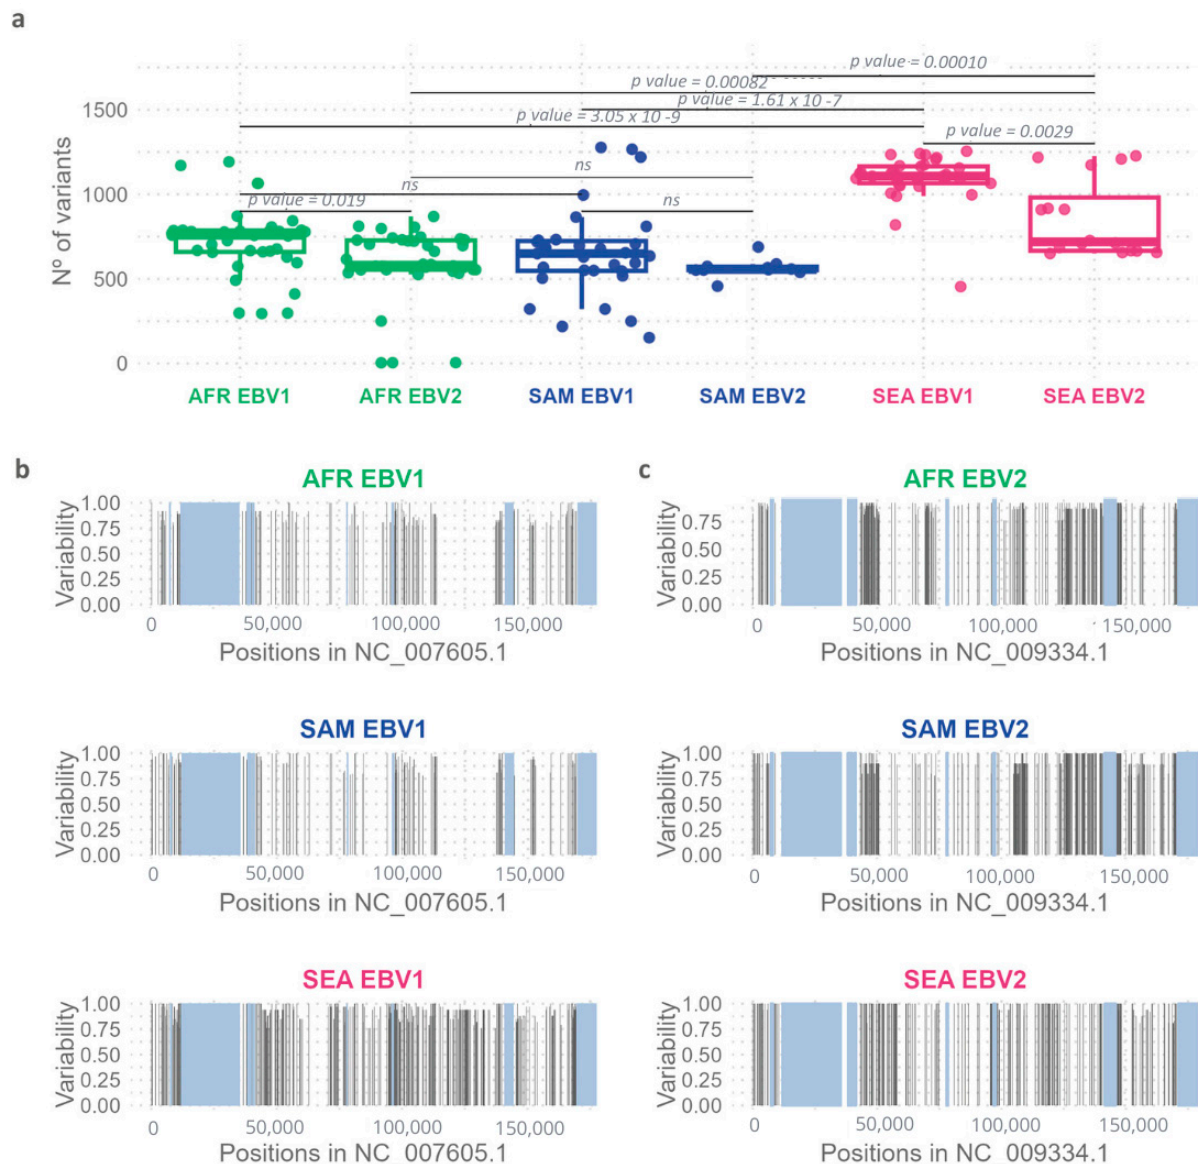 a
Nº of variants
1500
1000
500
0
p value = 0.00010
p value = 0.00082
p value = 1.61 x 10 -7
p value = 3.05 x 10 -9
p value = 0.0029
ns
ns
p value = 0.019
ns
AFR EBV1 AFR EBV2 SAM EBV1 SAM EBV2 SEA EBV1 SEA EBV2
b
AFR EBV1
Variability
1.00
0.75
0.50
0.25
0.00
0 50,000 100,000 150,000
Positions in NC_007605.1
SAM EBV1
Variability
1.00
0.75
0.50
0.25
0.00
0 50,000 100,000 150,000
Positions in NC_007605.1
SEA EBV1
Variability
1.00
0.75
0.50
0.25
0.00
0 50,000 100,000 150,000
Positions in NC_007605.1
c
AFR EBV2
Variability
0.75
0.50
0.25
0.00
0 50,000 100,000 150,000
Positions in NC_009334.1
SAM EBV2
Variability
1.00
0.75
0.50
0.25
0.00
0 50,000 100,000 150,000
Positions in NC_009334.1
SEA EBV2
Variability
1.00
0.75
0.50
0.25
0.00
0 50,000 100,000 150,000
Positions in NC_009334.1